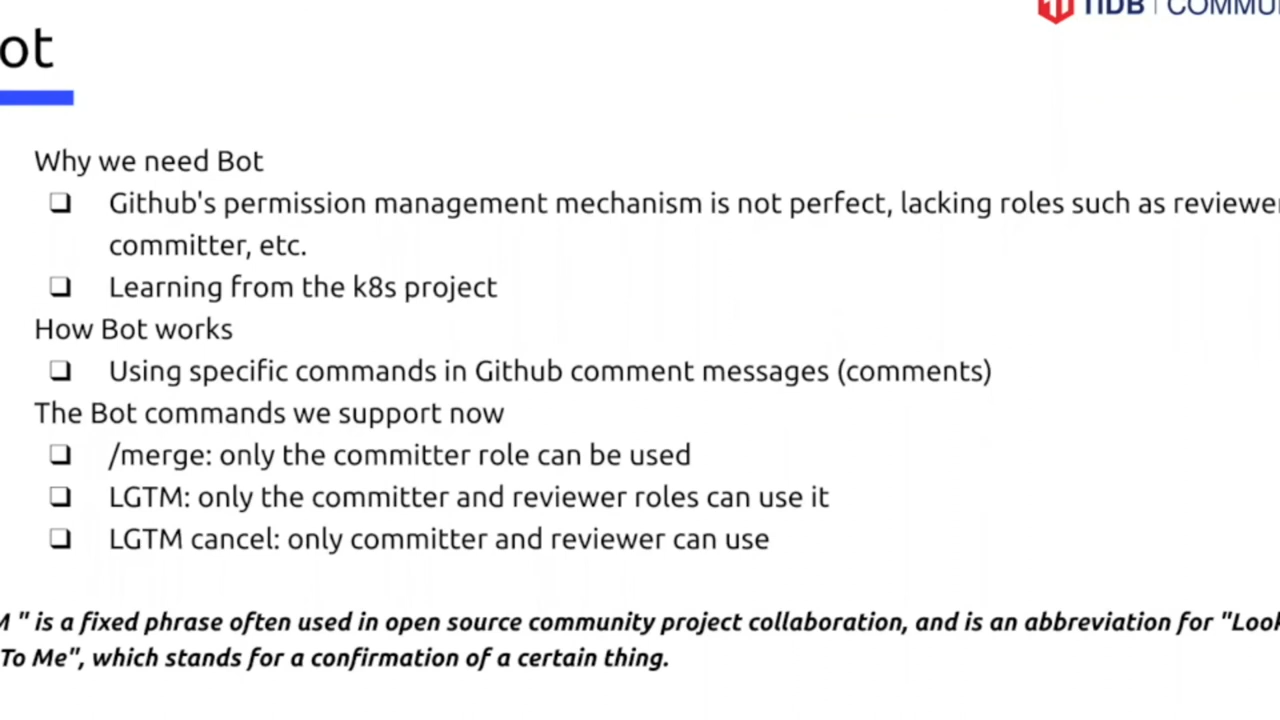 TiDB | COMMU
ot
Why we need Bot
❏ Github's permission management mechanism is not perfect, lacking roles such as reviewer
committer, etc.
❏ Learning from the k8s project
How Bot works
❏ Using specific commands in Github comment messages (comments)
The Bot commands we support now
❏ /merge: only the committer role can be used
❏ LGTM: only the committer and reviewer roles can use it
❏ LGTM cancel: only committer and reviewer can use
M " is a fixed phrase often used in open source community project collaboration, and is an abbreviation for "Look
To Me", which stands for a confirmation of a certain thing.